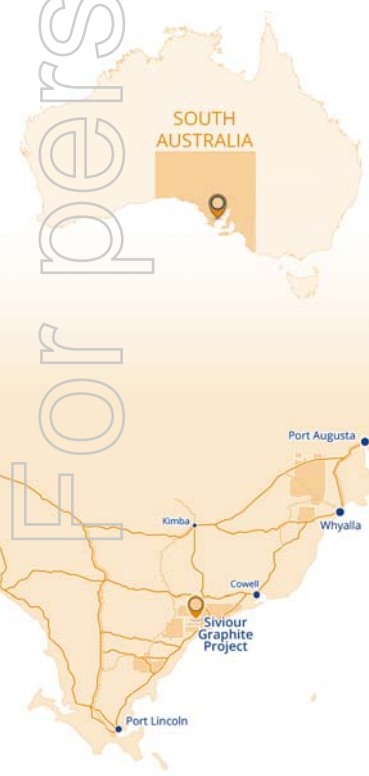 SOUTH
AUSTRALIA
Port Augusta
Kimba
Whyalla
Cowell
Siviour
Graphite
Project
Port Lincoln
For pers